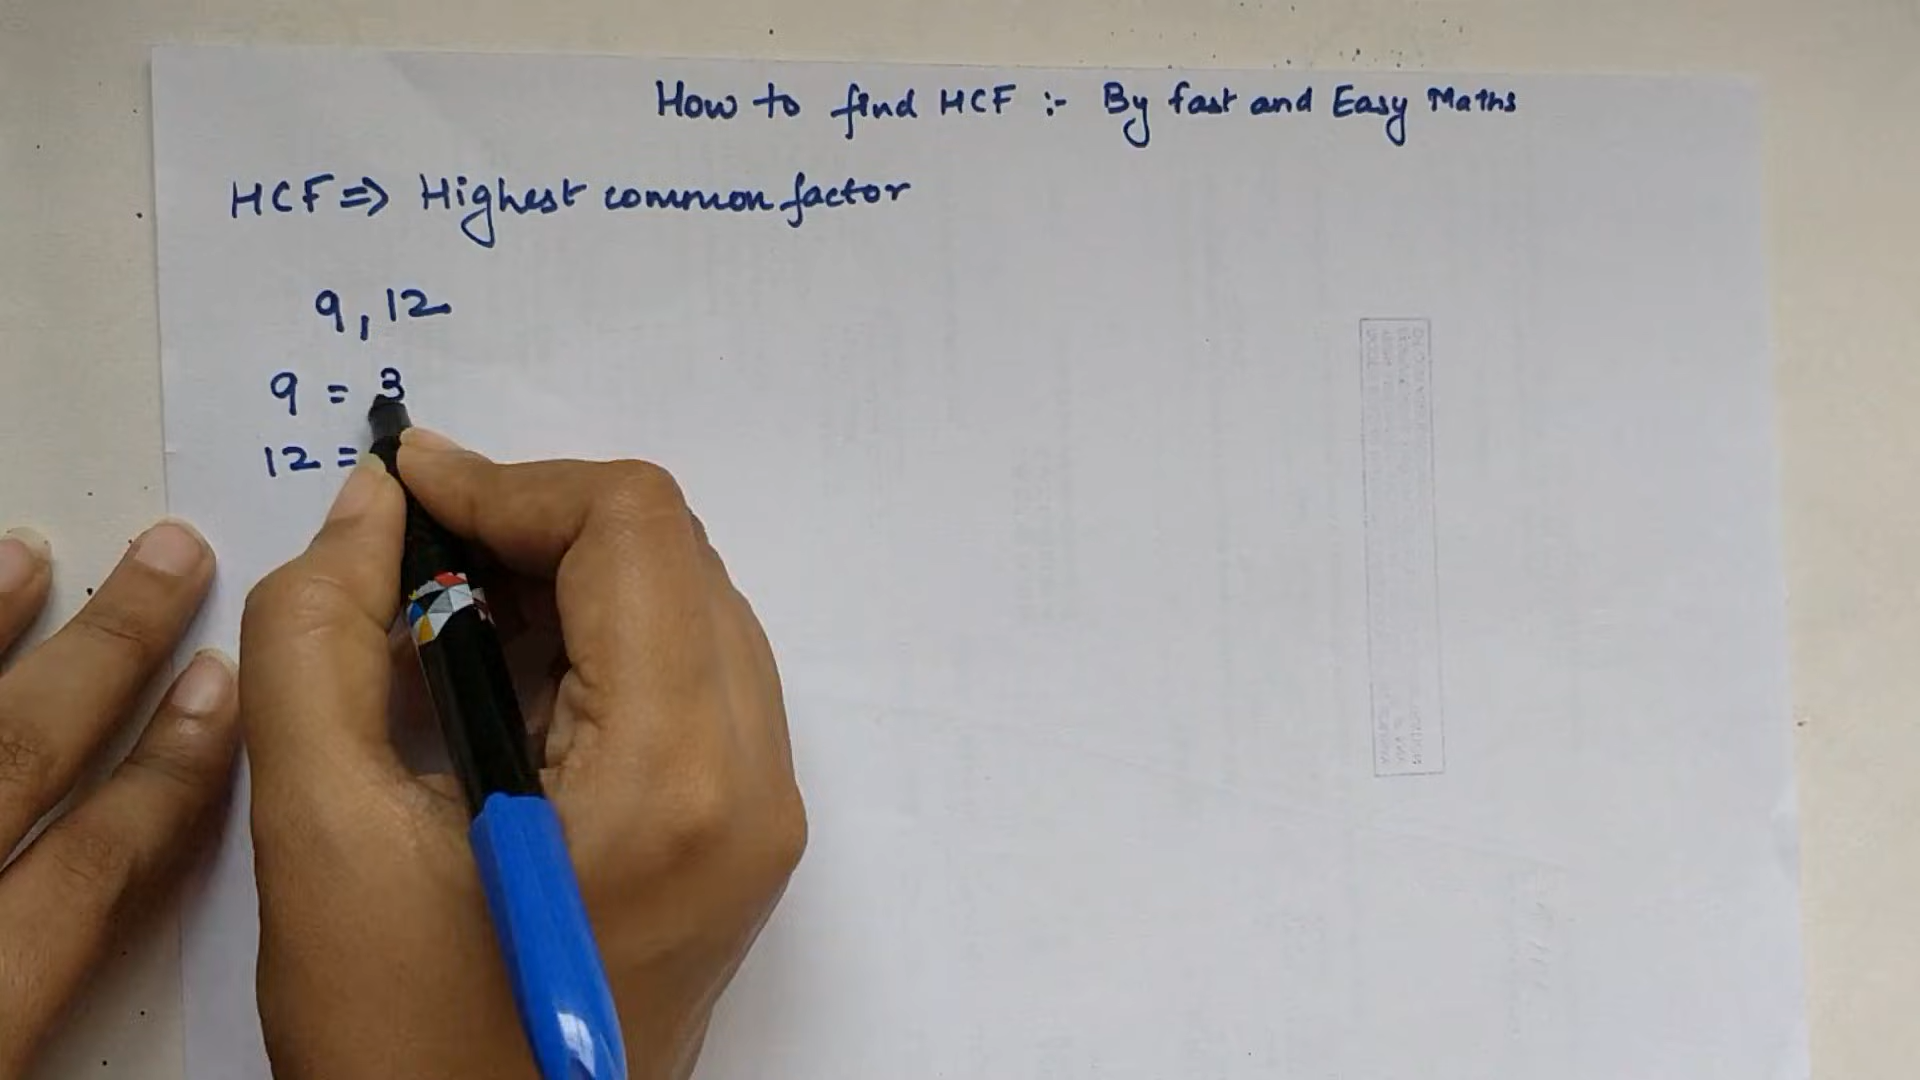 How to find HCF :- By fast and Easy Maths
HCF => Highest common factor
9, 12
9 = 3
12 =